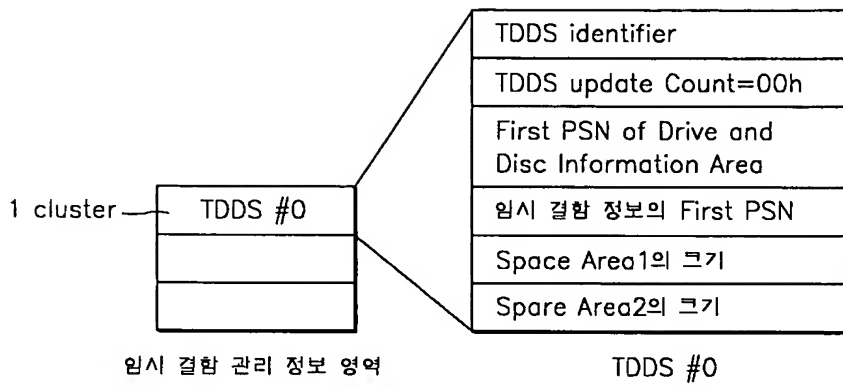 TDDS identifier
TDDS update Count=00h
First PSN of Drive and
Disc Information Area
임시 결함 정보의 First PSN
Space Area1의 크기
Spare Area2의 크기
1 cluster
TDDS #0
임시 결함 관리 정보 영역
TDDS #0